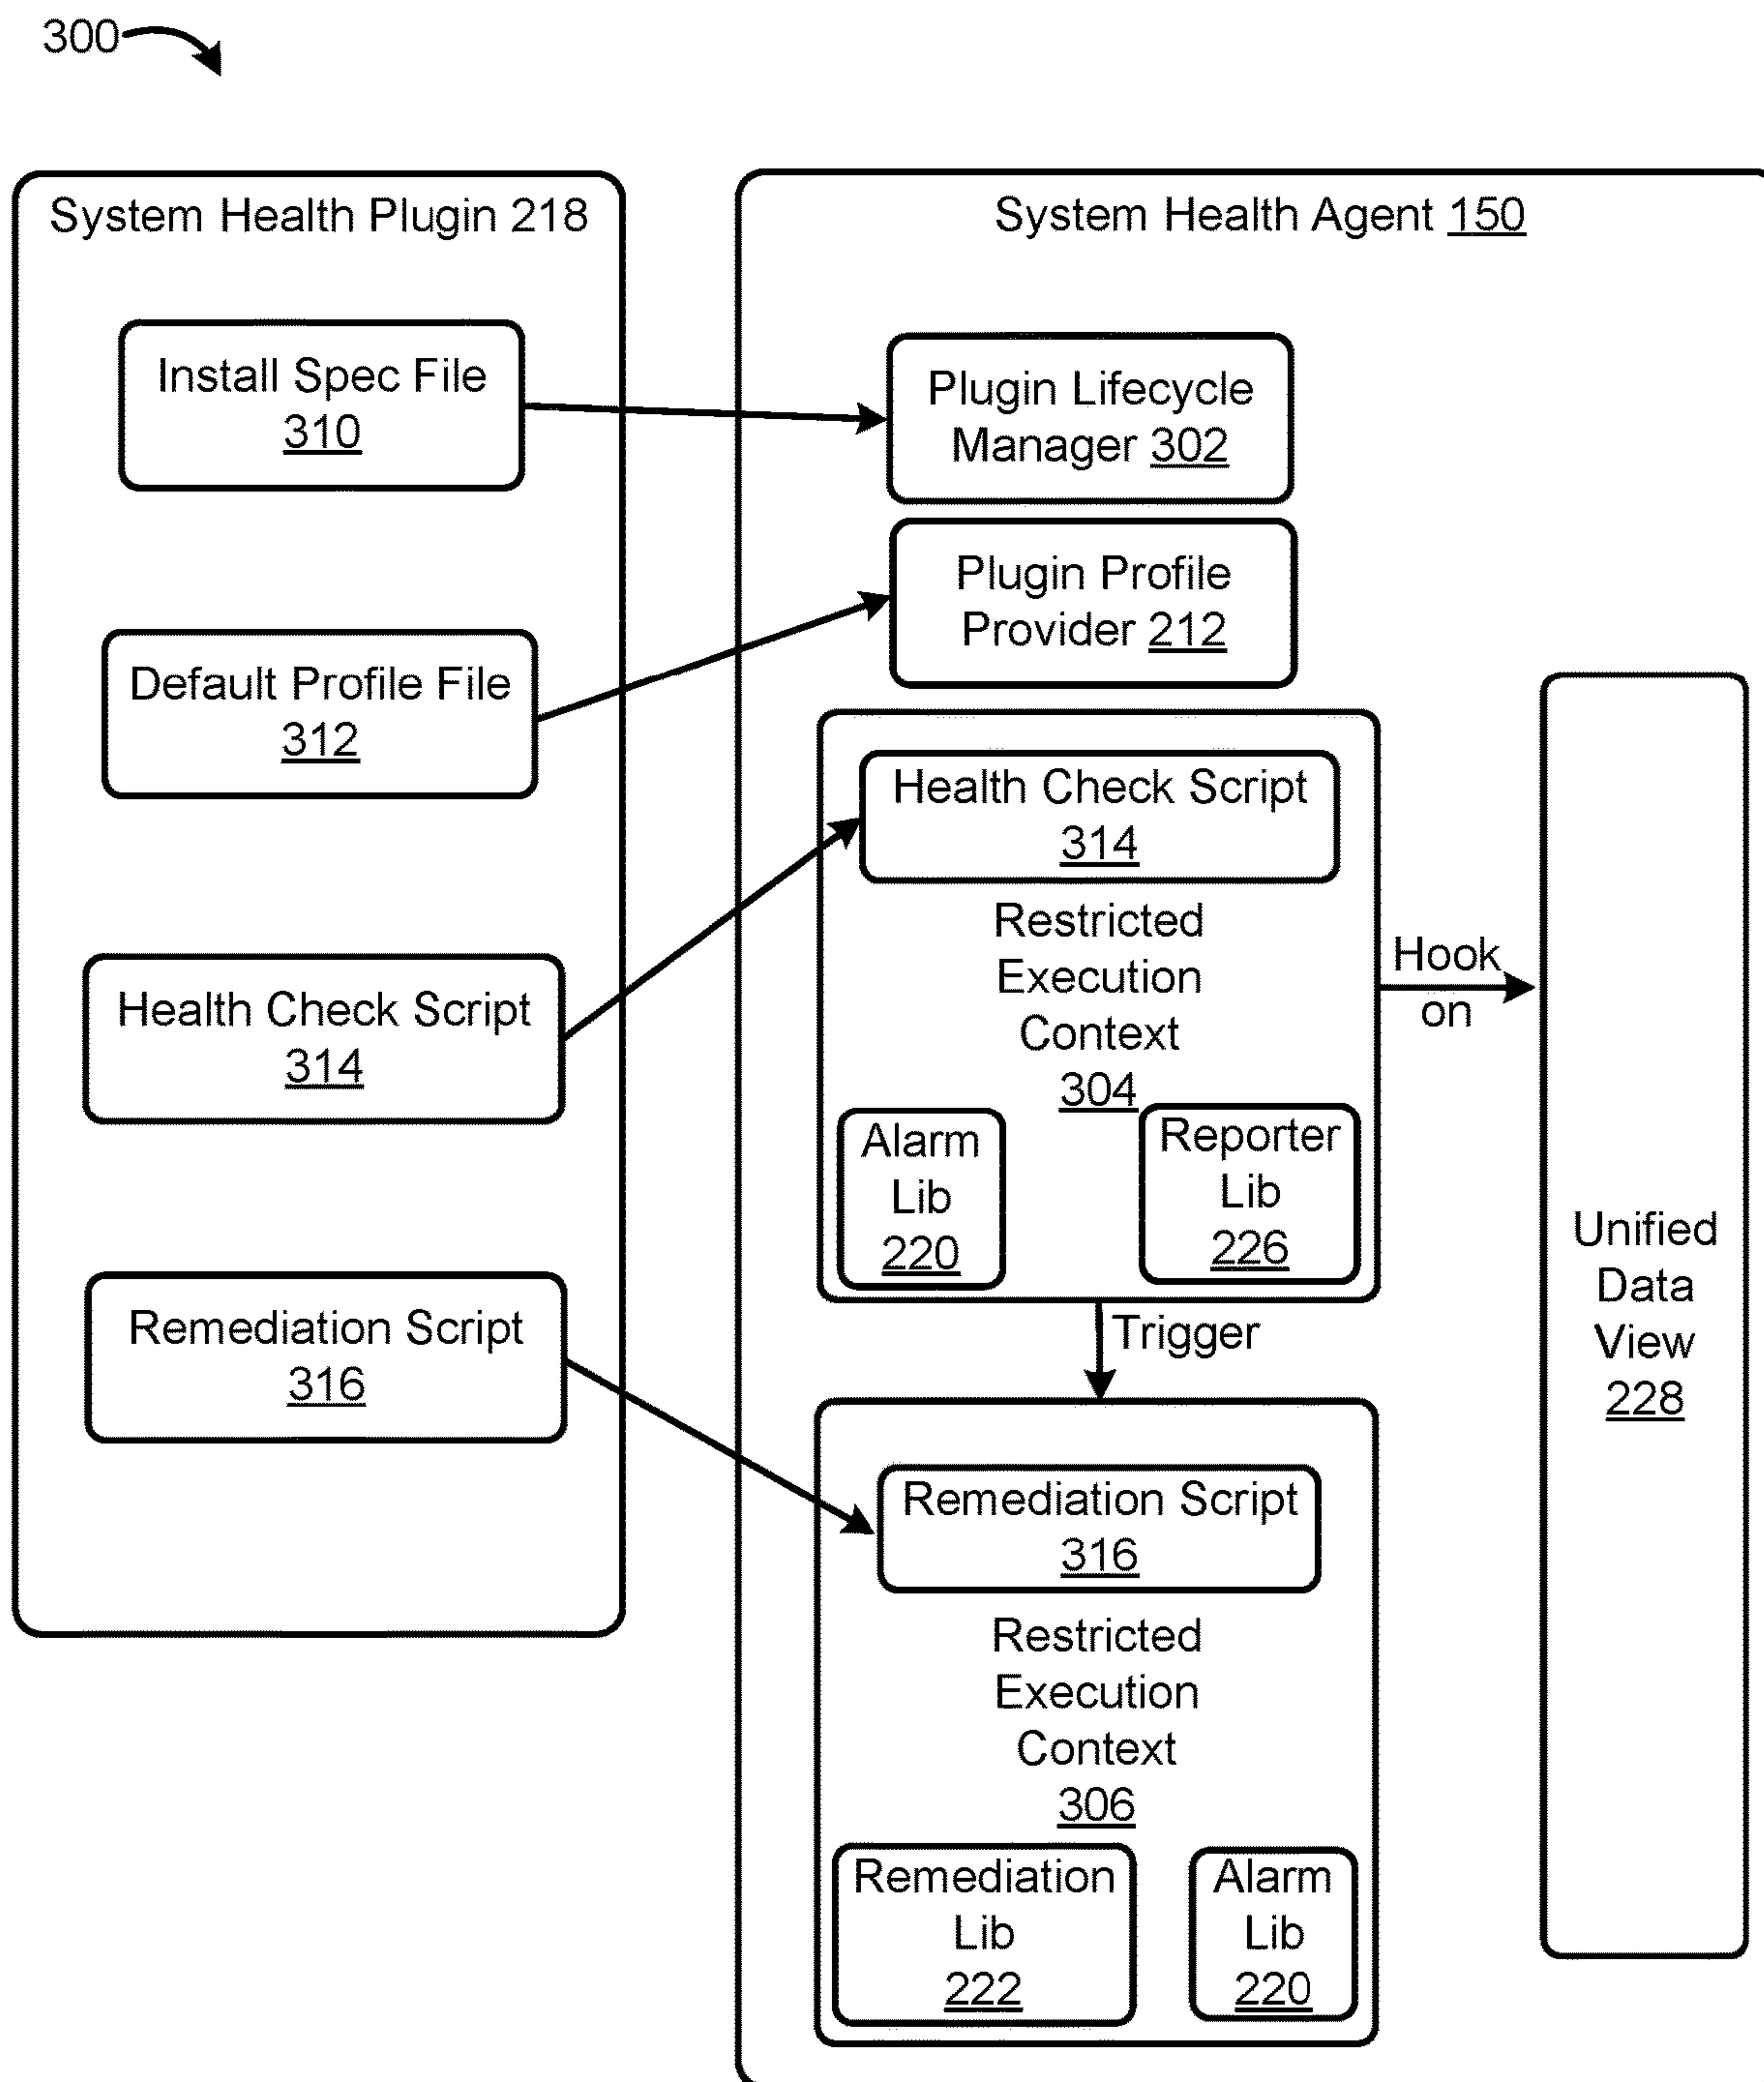 300
System Health Plugin 218
Install Spec File
310
Default Profile File
312
Health Check Script
314
Remediation Script
316
System Health Agent 150
Plugin Lifecycle
Manager 302
Plugin Profile
Provider 212
Health Check Script
314
Restricted
Execution
Context
304
Alarm
Lib
220
Reporter
Lib
226
Hook
on
Trigger
Remediation Script
316
Restricted
Execution
Context
306
Remediation
Lib
222
Alarm
Lib
220
Unified
Data
View
228